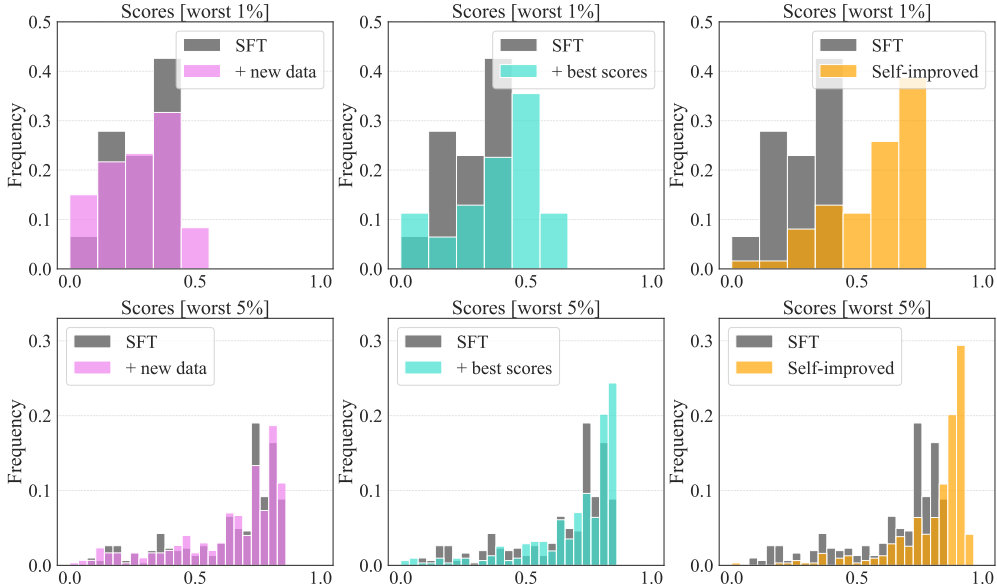 Scores [worst 1%]
Frequency
0.5
0.4
0.3
0.2
0.1
0.0
0.0
0.5
1.0
SFT
+ new data
Scores [worst 1%]
Frequency
0.5
0.4
0.3
0.2
0.1
0.0
0.0
0.5
1.0
SFT
+ best scores
Scores [worst 1%]
Frequency
0.5
0.4
0.3
0.2
0.1
0.0
0.0
0.5
1.0
SFT
Self-improved
Scores [worst 5%]
Frequency
0.3
0.2
0.1
0.0
0.0
0.5
1.0
SFT
+ new data
Scores [worst 5%]
Frequency
0.3
0.2
0.1
0.0
0.0
0.5
1.0
SFT
+ best scores
Scores [worst 5%]
Frequency
0.3
0.2
0.1
0.0
0.0
0.5
1.0
SFT
Self-improved